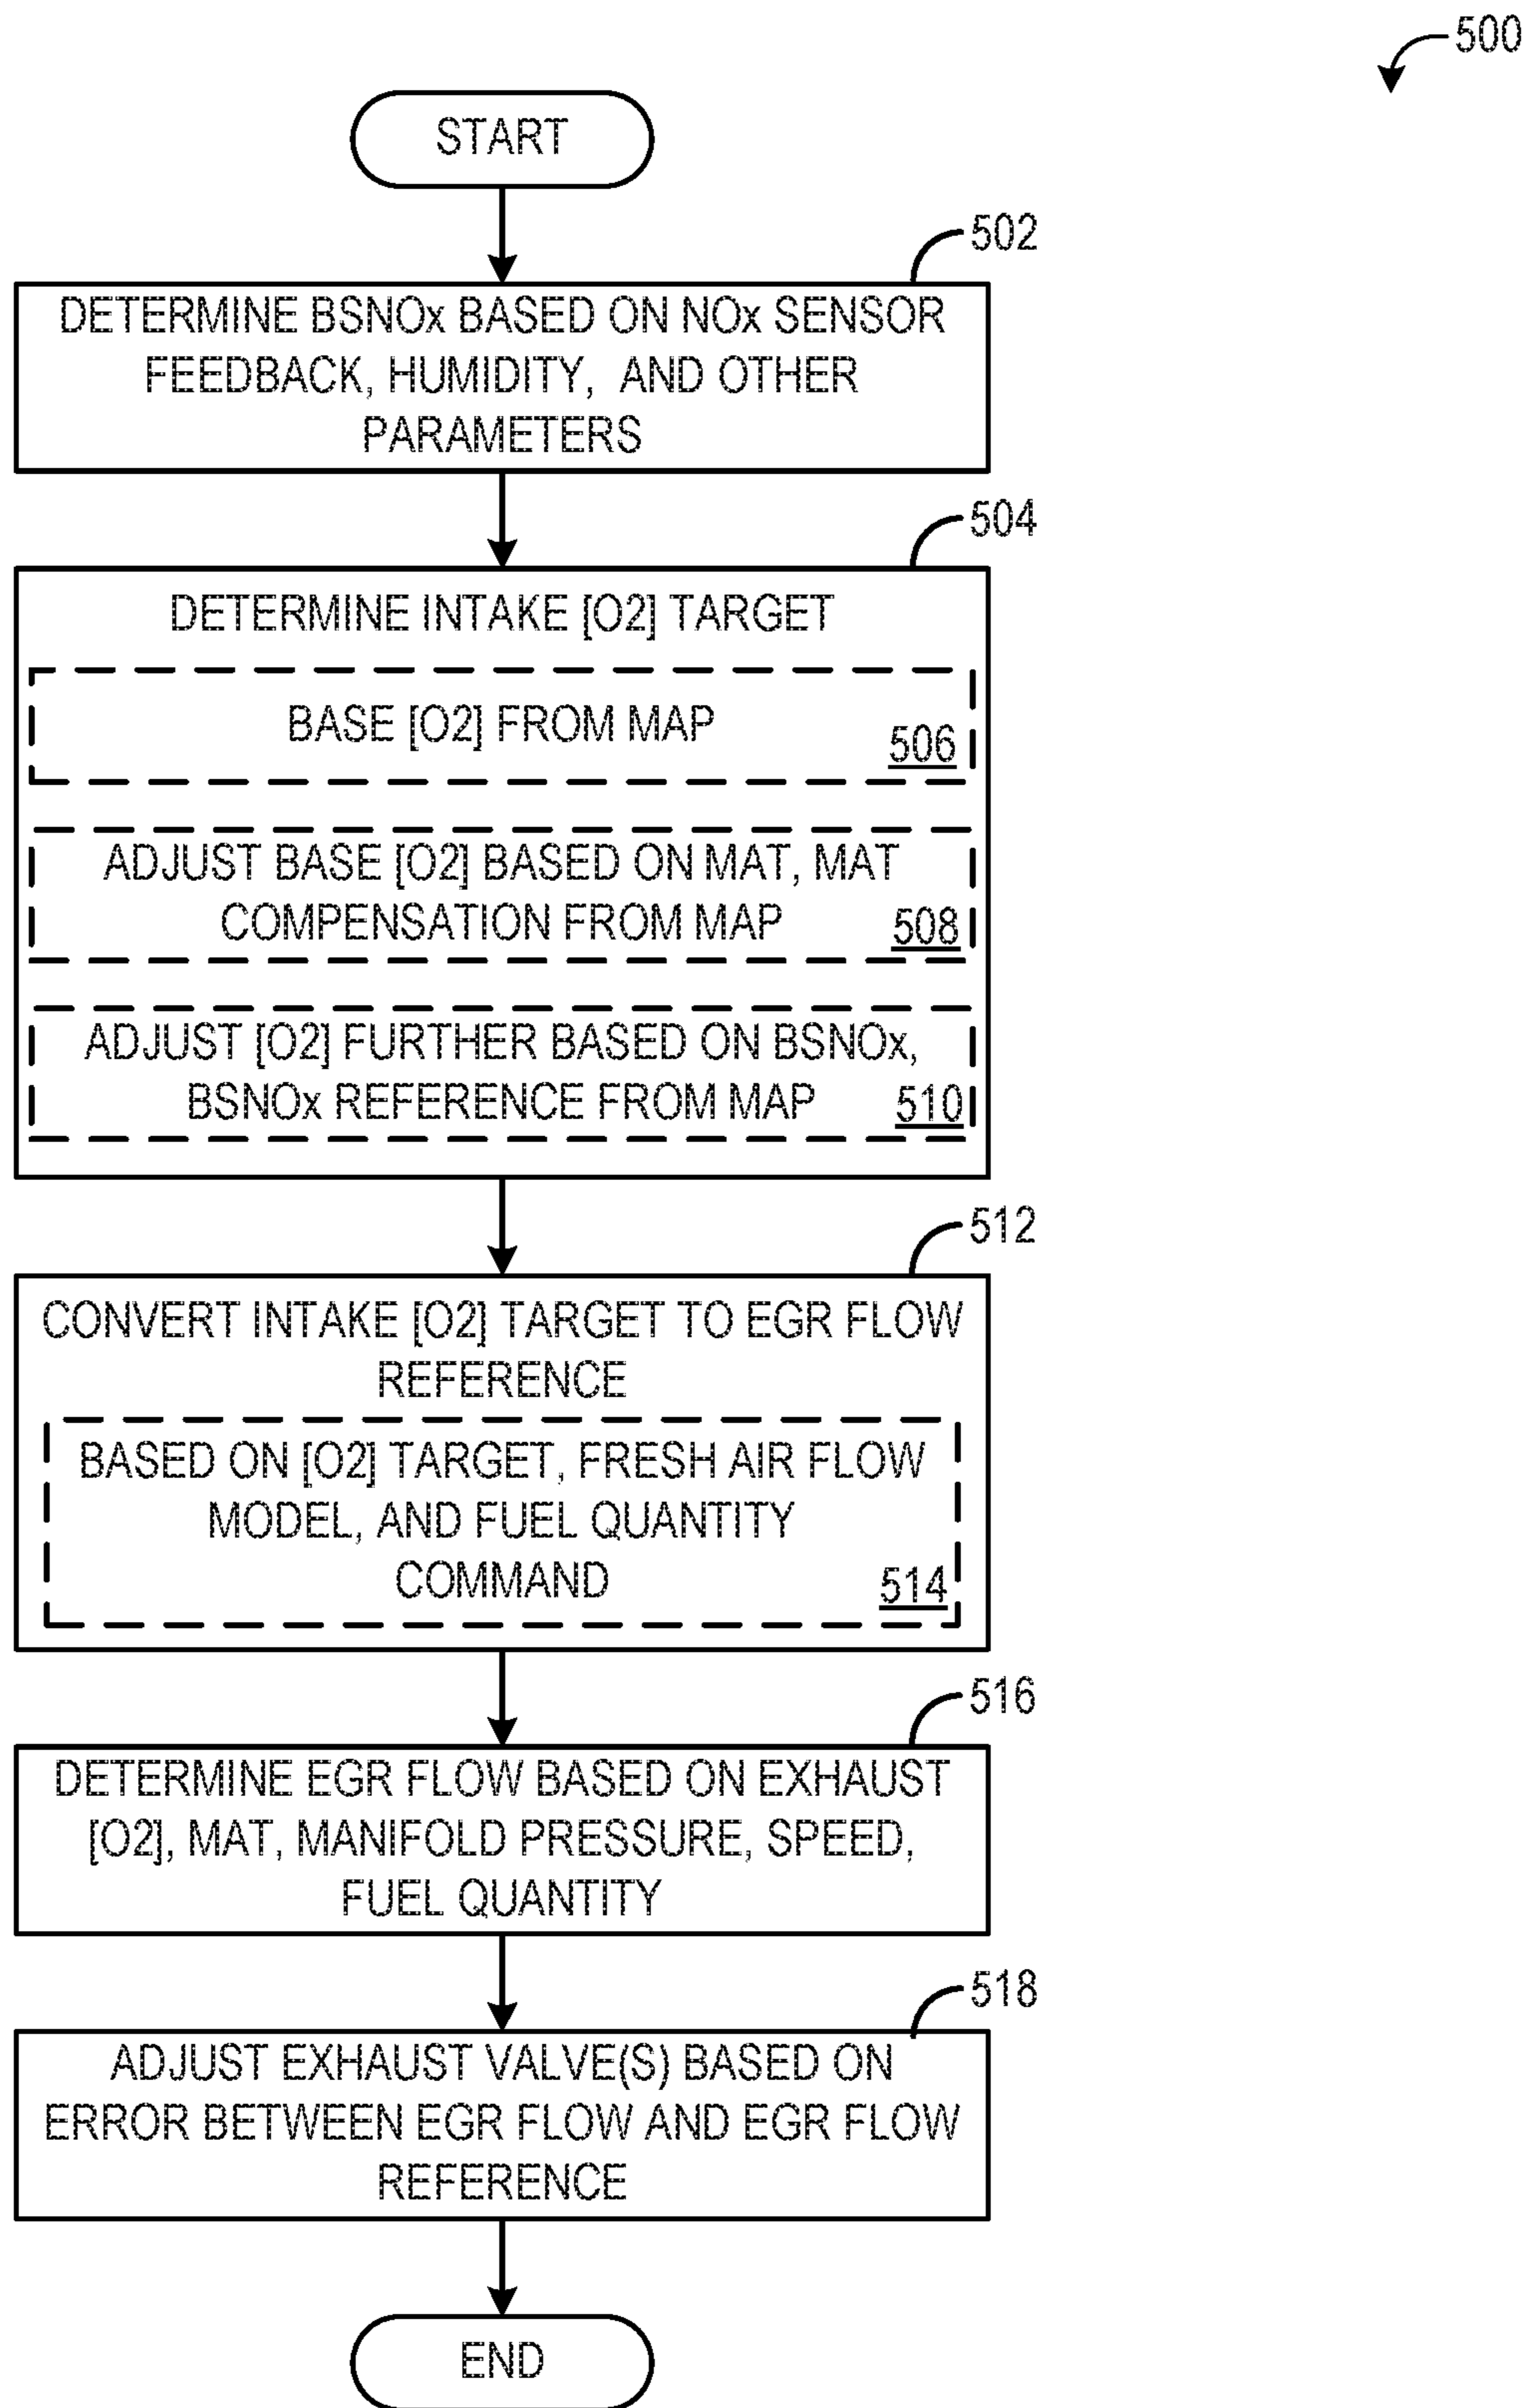 500
START
502
DETERMINE BSNOx BASED ON NOx SENSOR
FEEDBACK, HUMIDITY, AND OTHER
PARAMETERS
504
DETERMINE INTAKE [O2] TARGET
BASE [O2] FROM MAP
506
ADJUST BASE [O2] BASED ON MAT, MAT
COMPENSATION FROM MAP
508
ADJUST [O2] FURTHER BASED ON BSNOx,
BSNOx REFERENCE FROM MAP
510
512
CONVERT INTAKE [O2] TARGET TO EGR FLOW
REFERENCE
BASED ON [O2] TARGET, FRESH AIR FLOW
MODEL, AND FUEL QUANTITY
COMMAND
514
516
DETERMINE EGR FLOW BASED ON EXHAUST
[O2], MAT, MANIFOLD PRESSURE, SPEED,
FUEL QUANTITY
518
ADJUST EXHAUST VALVE(S) BASED ON
ERROR BETWEEN EGR FLOW AND EGR FLOW
REFERENCE
END